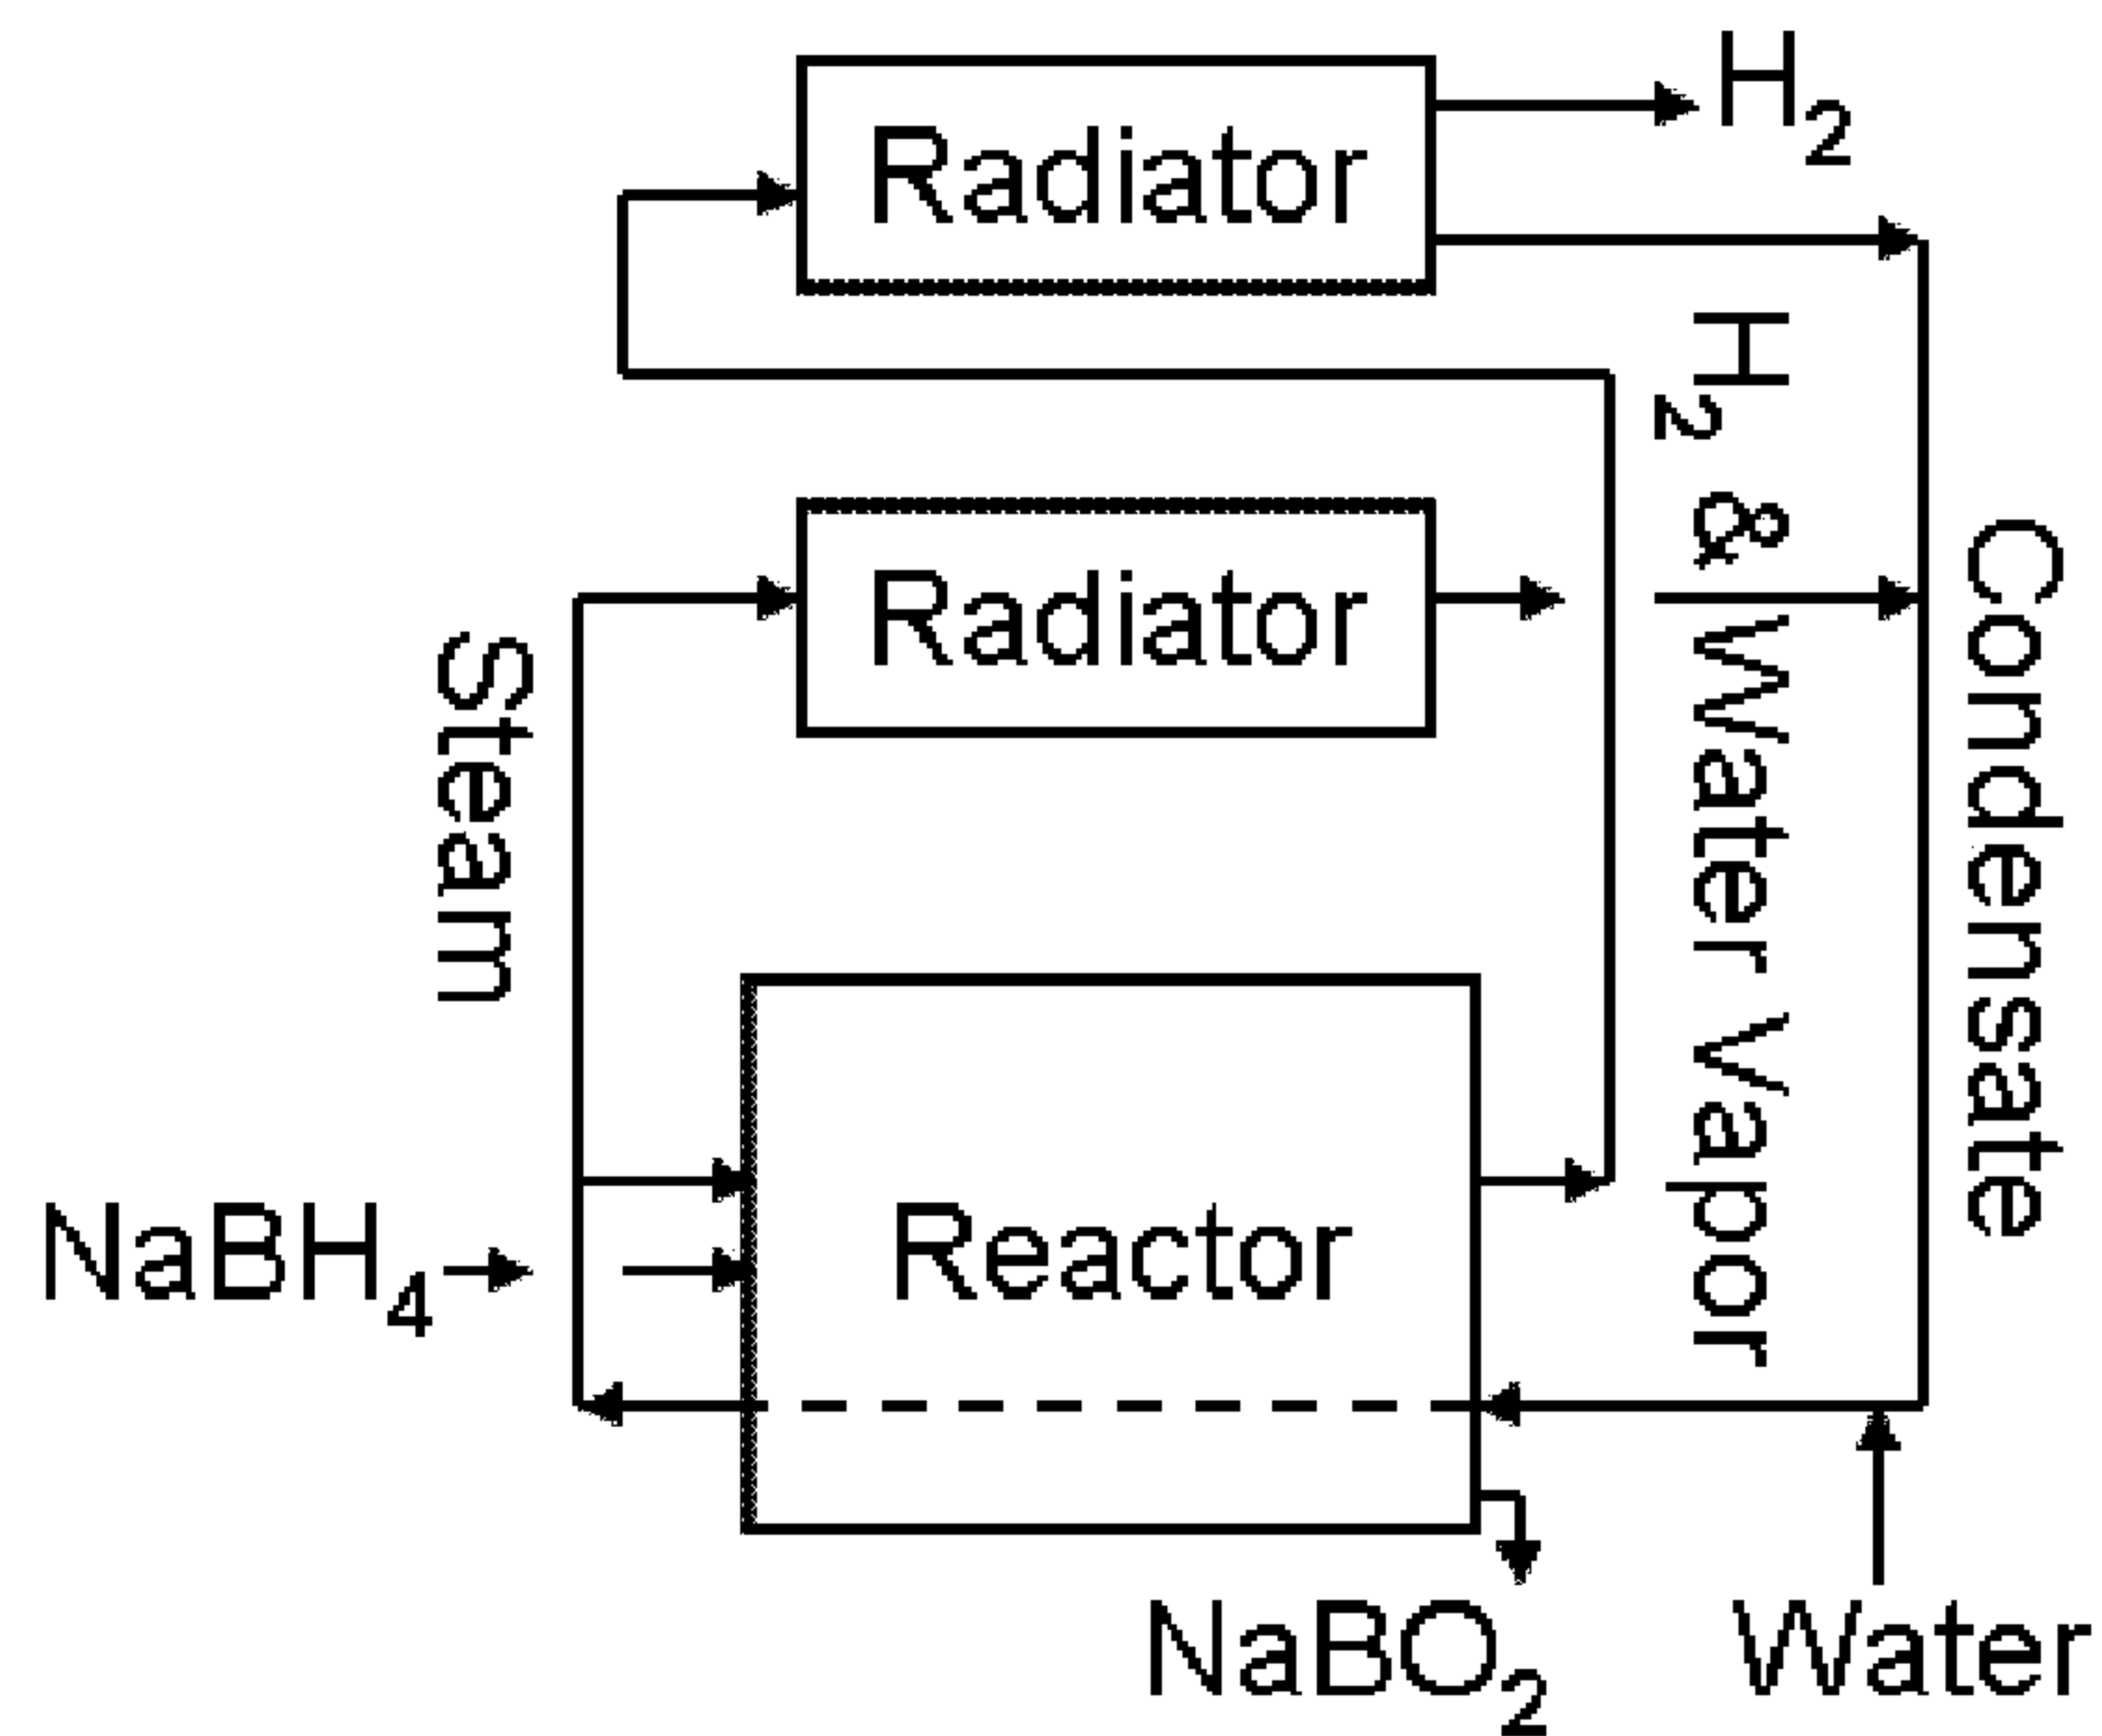 H₂
Radiator
H₂ & Water Vapor
Radiator
Condensate
Steam
NaBH₄
Reactor
NaBO₂
Water